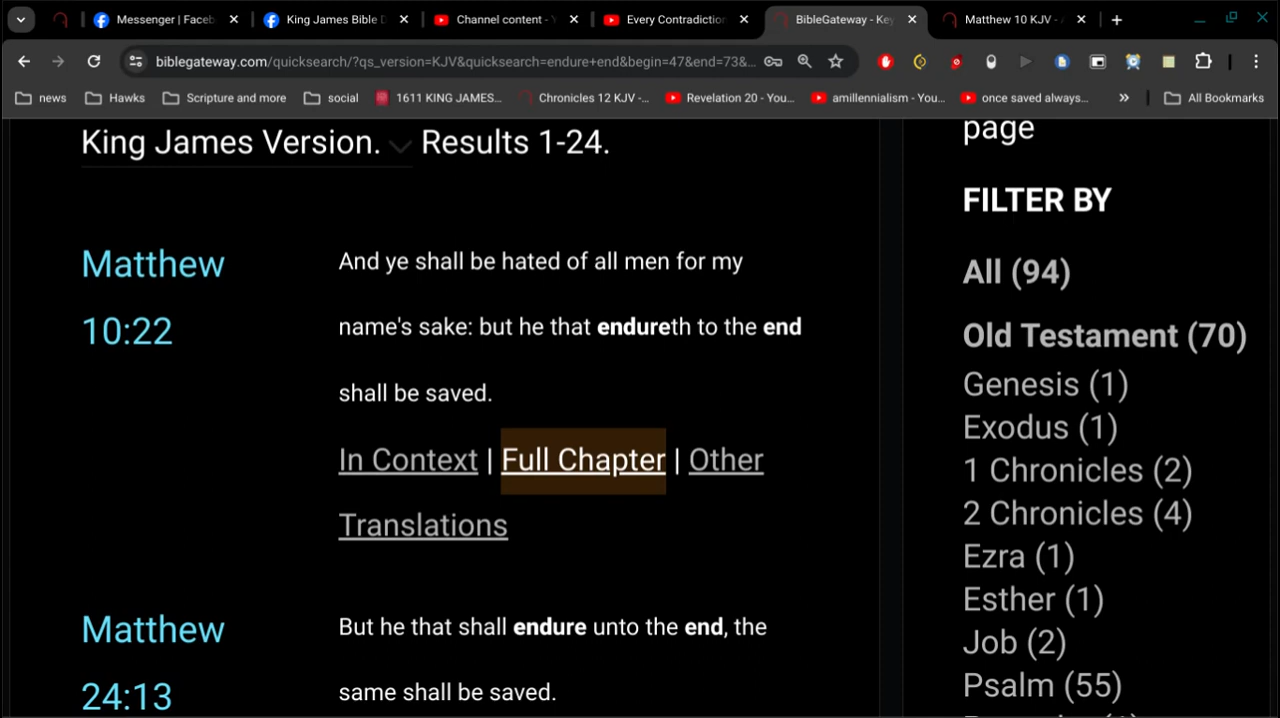 Messenger | Faceb
King James Bible D
Channel content -
Every Contradiction
BibleGateway - Key
Matthew 10 KJV -
biblegateway.com/quicksearch/?qs_version=KJV&quicksearch=endure+end&begin=47&end=73&...
news
Hawks
Scripture and more
social
1611 KING JAMES...
Chronicles 12 KJV -...
Revelation 20 - You...
amillennialism - You...
once saved always...
»
All Bookmarks
King James Version. Results 1-24.
Matthew
10:22
And ye shall be hated of all men for my
name's sake: but he that endureth to the end
shall be saved.
In Context | Full Chapter | Other
Translations
Matthew
24:13
But he that shall endure unto the end, the
same shall be saved.
page
FILTER BY
All (94)
Old Testament (70)
Genesis (1)
Exodus (1)
1 Chronicles (2)
2 Chronicles (4)
Ezra (1)
Esther (1)
Job (2)
Psalm (55)